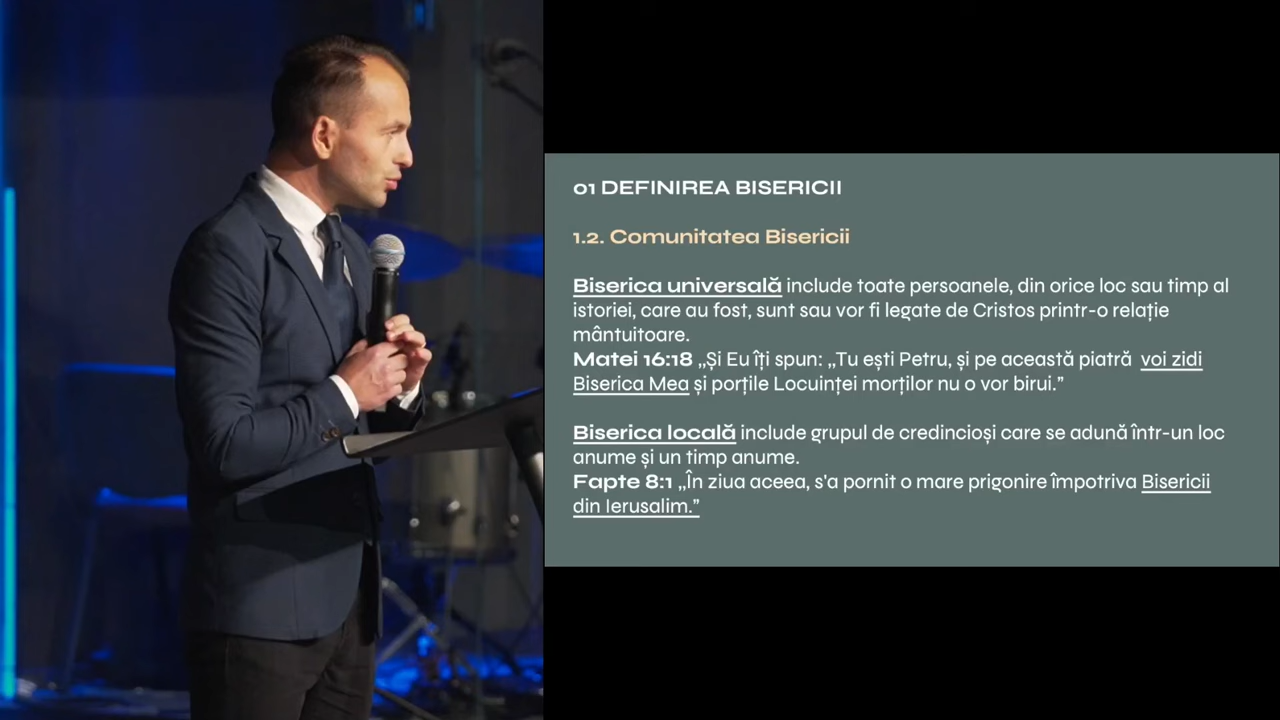 01 DEFINIREA BISERICII
1.2. Comunitatea Bisericii
Biserica universală include toate persoanele, din orice loc sau timp al
istoriei, care au fost, sunt sau vor fi legate de Cristos printr-o relație
mântuitoare.
Matei 16:18 „Și Eu îți spun: „Tu ești Petru, și pe această piatră voi zidi
Biserica Mea și porțile Locuinței morților nu o vor birui.”
Biserica locală include grupul de credincioși care se adună într-un loc
anume și un timp anume.
Fapte 8:1 „În ziua aceea, s'a pornit o mare prigonire împotriva Bisericii
din Ierusalim.”